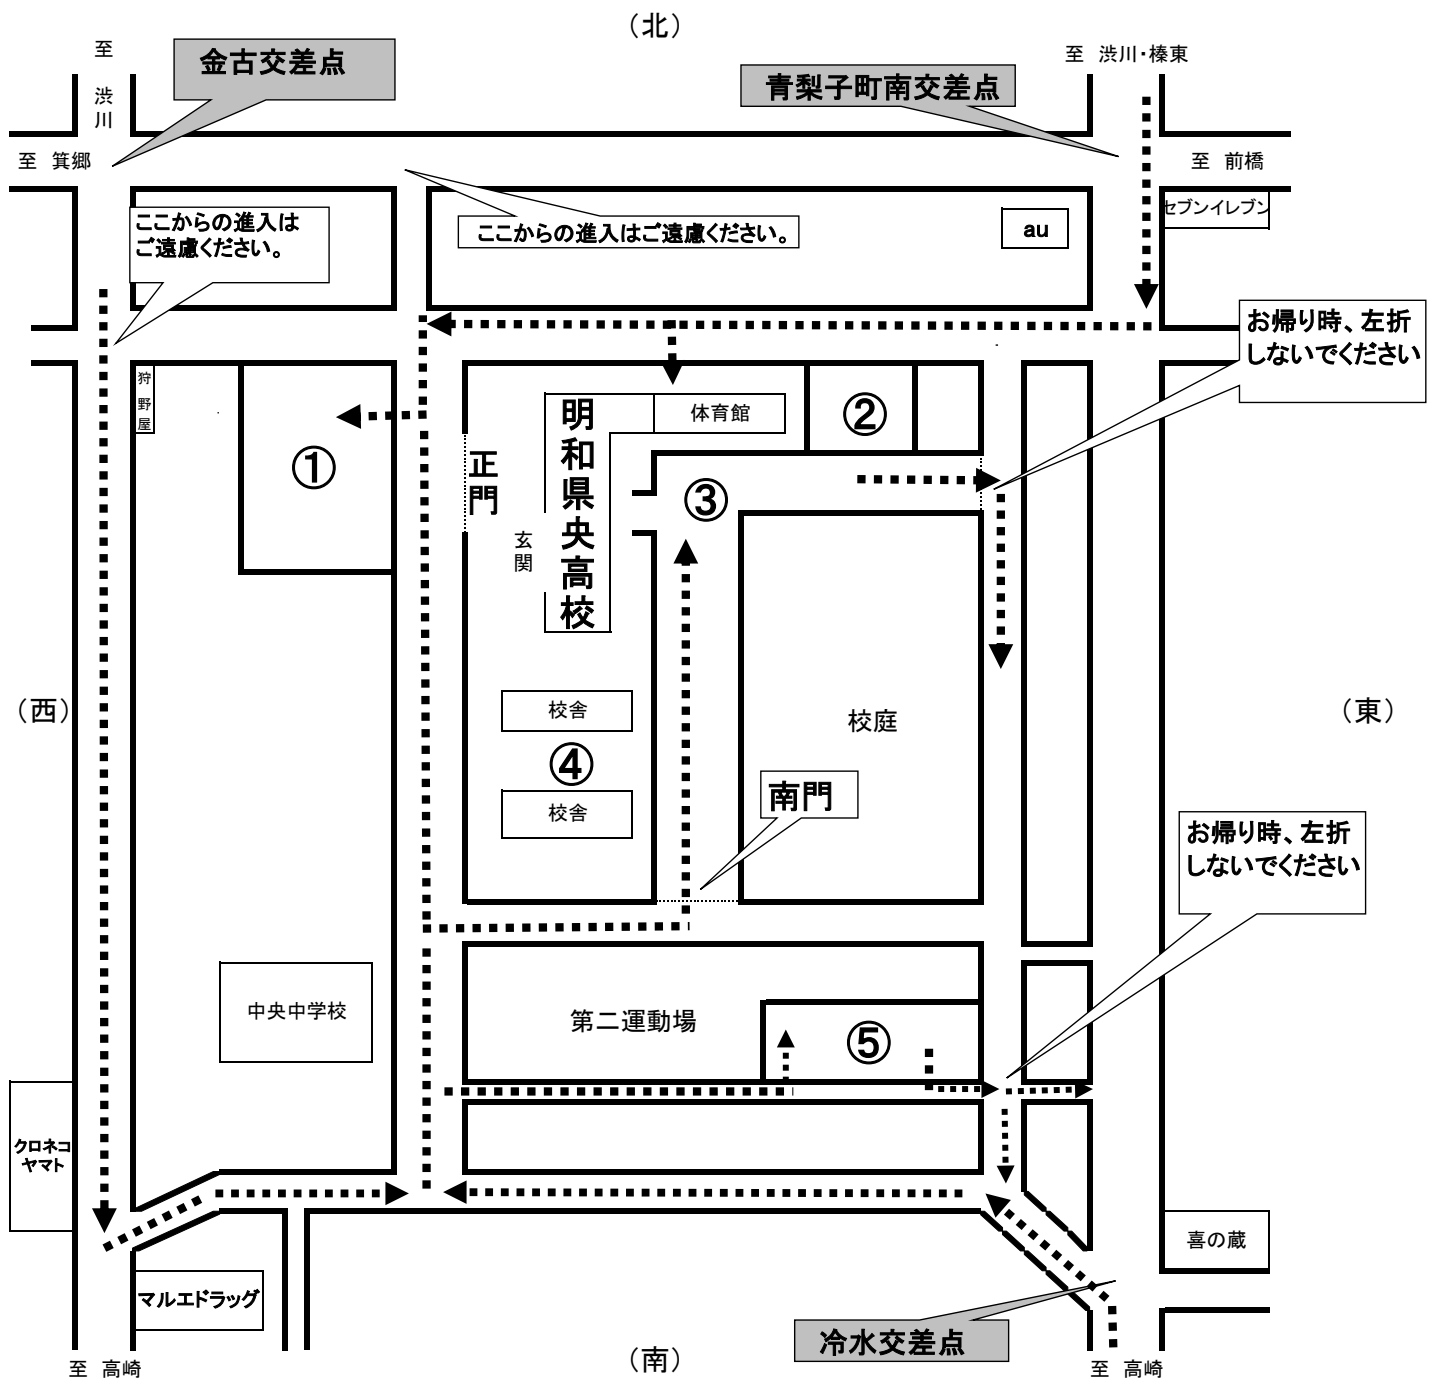 （北）
至
渋
川
金古交差点
至　渋川・榛東
青梨子町南交差点
至　箕郷
至　前橋
セブンイレブン
ここからの進入は
ご遠慮ください。
ここからの進入はご遠慮ください。
au
お帰り時、左折
しないでください
狩
野
屋
①
正
門
明
和
県
央
高
校
体育館
②
③
玄
関
（西）
校舎
④
校舎
校庭
（東）
南門
お帰り時、左折
しないでください
中央中学校
第二運動場
⑤
クロネコ
ヤマト
喜の蔵
マルエドラッグ
冷水交差点
至　高崎
（南）
至　高崎